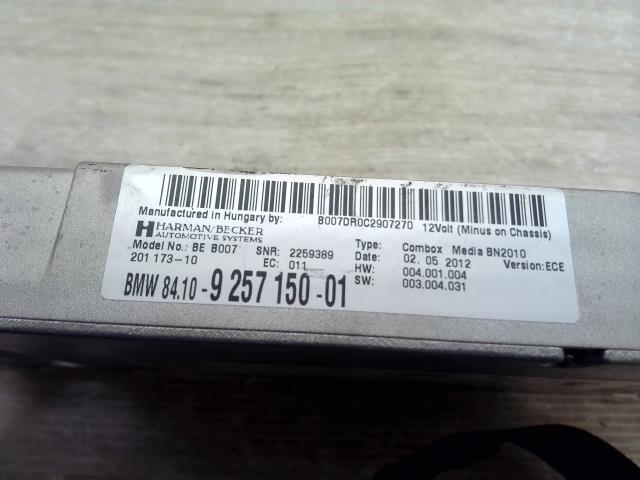 Manufactured in Hungary by: B007DR0C2907270 12Volt (Minus on Chassis)
HARMAN/BECKER
AUTOMOTIVE SYSTEMS
Model No.: BE B007 SNR: 2259389 Type: Combox Media BN2010
201 173-10 EC: 011 Date: 02. 05 2012 Version:ECE
HW: 004.001.004
SW: 003.004.031
BMW 84.10-9 257 150-01